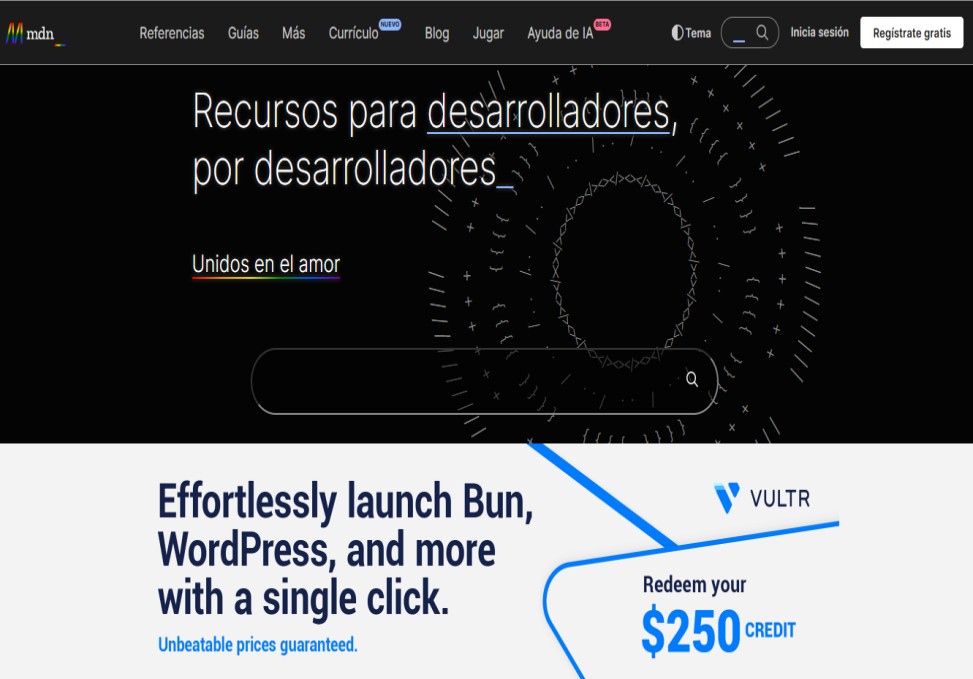 mdn_
Referencias Guías Más Currículo NUEVO Blog Jugar Ayuda de IA BETA Tema _ Inicia sesión Regístrate gratis
Recursos para desarrolladores,
por desarrolladores_
Unidos en el amor
Effortlessly launch Bun,
WordPress, and more
with a single click.
Unbeatable prices guaranteed.
VULTR
Redeem your
$250 CREDIT